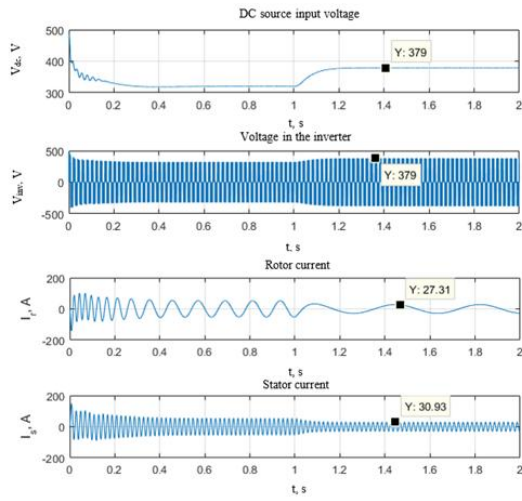 DC source input voltage
500
400
300
V_dc, V
Y: 379
0 0.2 0.4 0.6 0.8 1 1.2 1.4 1.6 1.8 2
t, s
Voltage in the inverter
500
0
-500
V_inv, V
Y: 379
0 0.2 0.4 0.6 0.8 1 1.2 1.4 1.6 1.8 2
t, s
Rotor current
200
0
-200
I_r, A
Y: 27.31
0 0.2 0.4 0.6 0.8 1 1.2 1.4 1.6 1.8 2
t, s
Stator current
200
0
-200
I_s, A
Y: 30.93
0 0.2 0.4 0.6 0.8 1 1.2 1.4 1.6 1.8 2
t, s